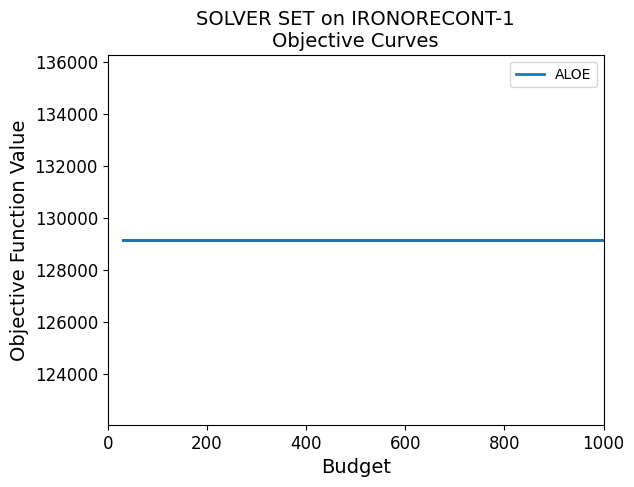 SOLVER SET on IRONORECONT-1
Objective Curves
ALOE
Objective Function Value
136000
134000
132000
130000
128000
126000
124000
0 200 400 600 800 1000
Budget